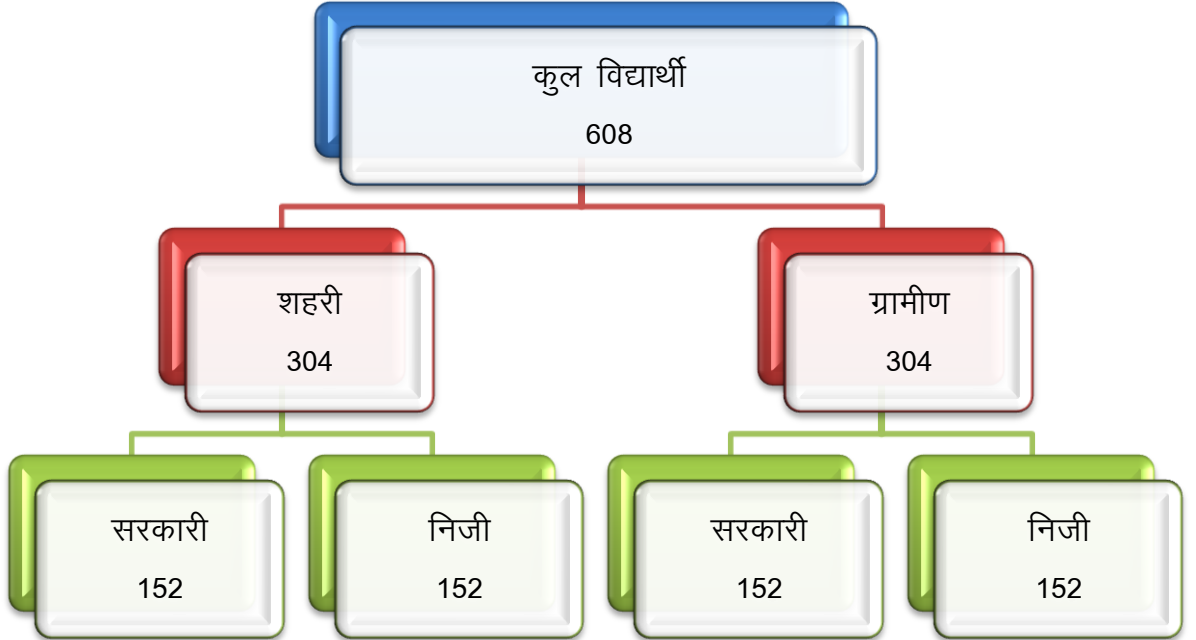 कुल विद्यार्थी
608
शहरी
304
ग्रामीण
304
सरकारी
152
निजी
152
सरकारी
152
निजी
152